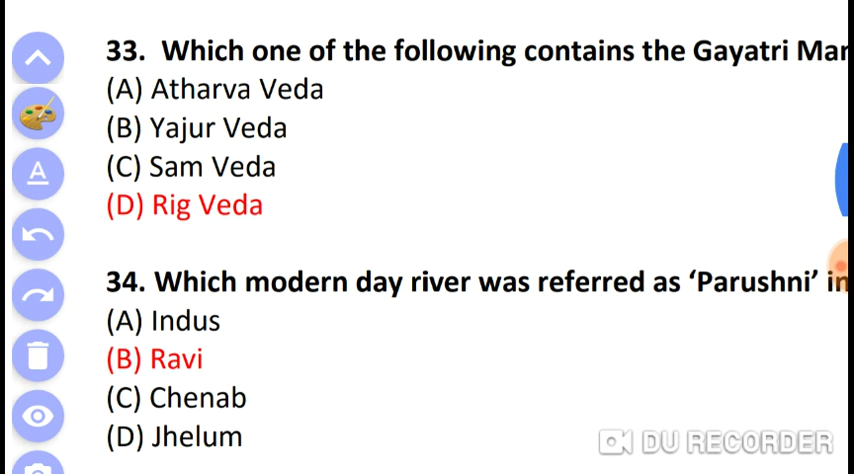 33. Which one of the following contains the Gayatri
(A) Atharva Veda
(B) Yajur Veda
(C) Sam Veda
(D) Rig Veda
34. Which modern day river was referred as ‘Parushni’ in
(A) Indus
(B) Ravi
(C) Chenab
(D) Jhelum
A
DU RECORDER